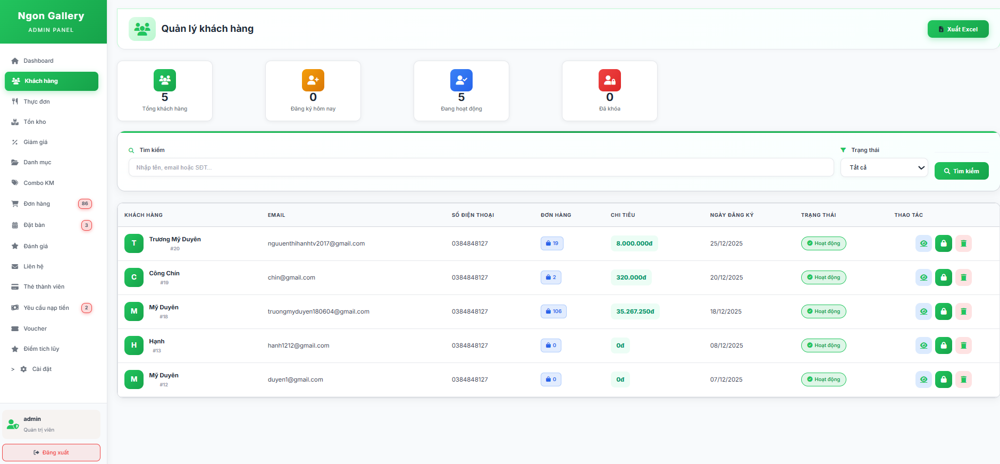 Ngon Gallery
ADMIN PANEL
Dashboard
Khách hàng
Thực đơn
Tồn kho
Giảm giá
Danh mục
Combo KM
Đơn hàng 86
Đặt bàn 3
Đánh giá
Liên hệ
Thẻ thành viên
Yêu cầu nạp tiền 2
Voucher
Điểm tích lũy
> Cài đặt
admin
Quản trị viên
Đăng xuất
Quản lý khách hàng
Xuất Excel
5
Tổng khách hàng
0
Đăng ký hôm nay
5
Đang hoạt động
0
Đã khóa
Tìm kiếm
Nhập tên, email hoặc SĐT...
Trạng thái
Tất cả
Tìm kiếm
KHÁCH HÀNG EMAIL SỐ ĐIỆN THOẠI ĐƠN HÀNG CHI TIÊU NGÀY ĐĂNG KÝ TRẠNG THÁI THAO TÁC
T Trương Mỹ Duyên #20 nguuenthihanhtv2017@gmail.com 0384848127 19 8.000.000đ 25/12/2025 Hoạt động
C Công Chín #19 chin@gmail.com 0384848127 2 320.000đ 20/12/2025 Hoạt động
M Mỹ Duyên #18 truongmyduyen180604@gmail.com 0384848127 106 35.267.250đ 18/12/2025 Hoạt động
H Hạnh #13 hanh1212@gmail.com 0384848127 0 0đ 08/12/2025 Hoạt động
M Mỹ Duyên #12 duyen1@gmail.com 0384848127 0 0đ 07/12/2025 Hoạt động